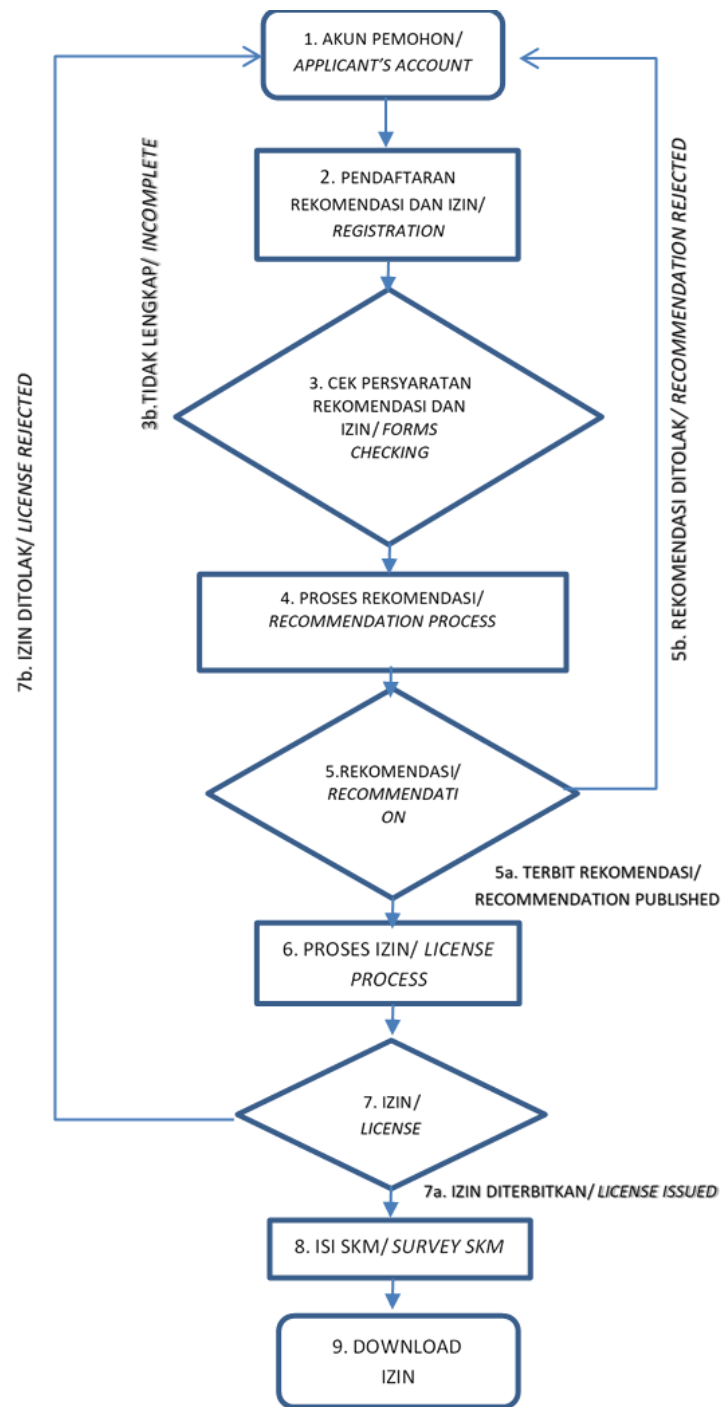 1. AKUN PEMOHON/
APPLICANT'S ACCOUNT
2. PENDAFTARAN
REKOMENDASI DAN IZIN/
REGISTRATION
3b.TIDAK LENGKAP/ INCOMPLETE
3. CEK PERSYARATAN
REKOMENDASI DAN
IZIN/ FORMS
CHECKING
4. PROSES REKOMENDASI/
RECOMMENDATION PROCESS
5b. REKOMENDASI DITOLAK/ RECOMMENDATION REJECTED
7b. IZIN DITOLAK/ LICENSE REJECTED
5.REKOMENDASI/
RECOMMENDATI
ON
5a. TERBIT REKOMENDASI/
RECOMMENDATION PUBLISHED
6. PROSES IZIN/ LICENSE
PROCESS
7. IZIN/
LICENSE
7a. IZIN DITERBITKAN/ LICENSE ISSUED
8. ISI SKM/ SURVEY SKM
9. DOWNLOAD
IZIN